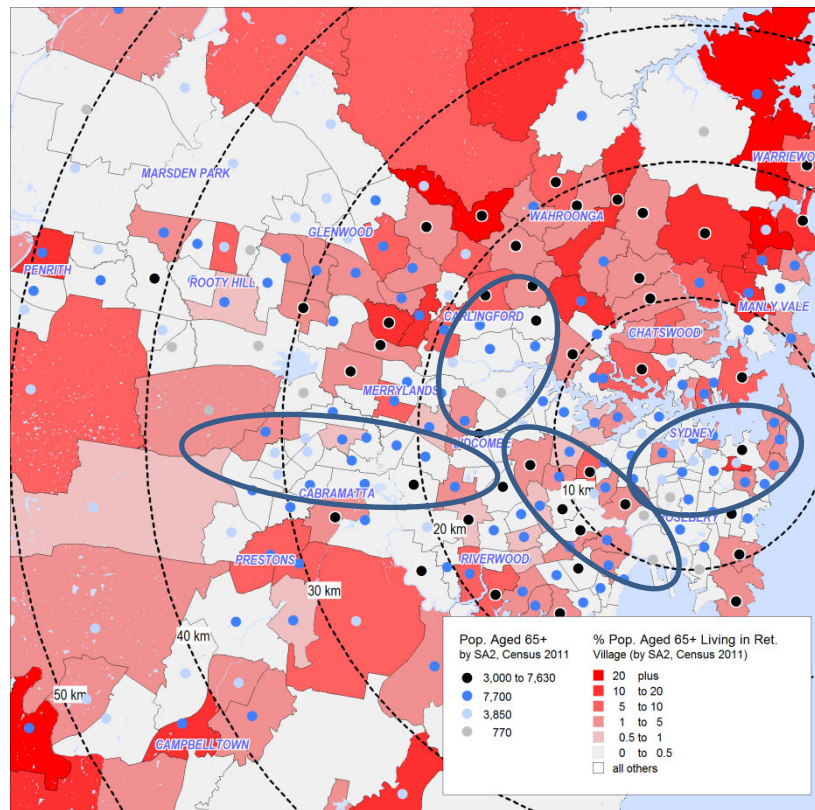 MARSDEN PARK
WARRIEWO
WAHROONGA
GLENWOOD
PENRITH
ROOTY HILL
CARLINGFORD
MANLY VALE
CHATSWOOD
MERRYLANDS
SYDNEY
IDCOMBE
CABRAMATTA
10 km
OSEBERY
20 km
RIVERWOOD
PRESTONS
30 km
40 km
50 km
CAMPBELLTOWN
Pop. Aged 65+
by SA2, Census 2011
3,000 to 7,630
7,700
3,850
770
% Pop. Aged 65+ Living in Ret.
Village (by SA2, Census 2011)
20 plus
10 to 20
5 to 10
1 to 5
0.5 to 1
0 to 0.5
all others